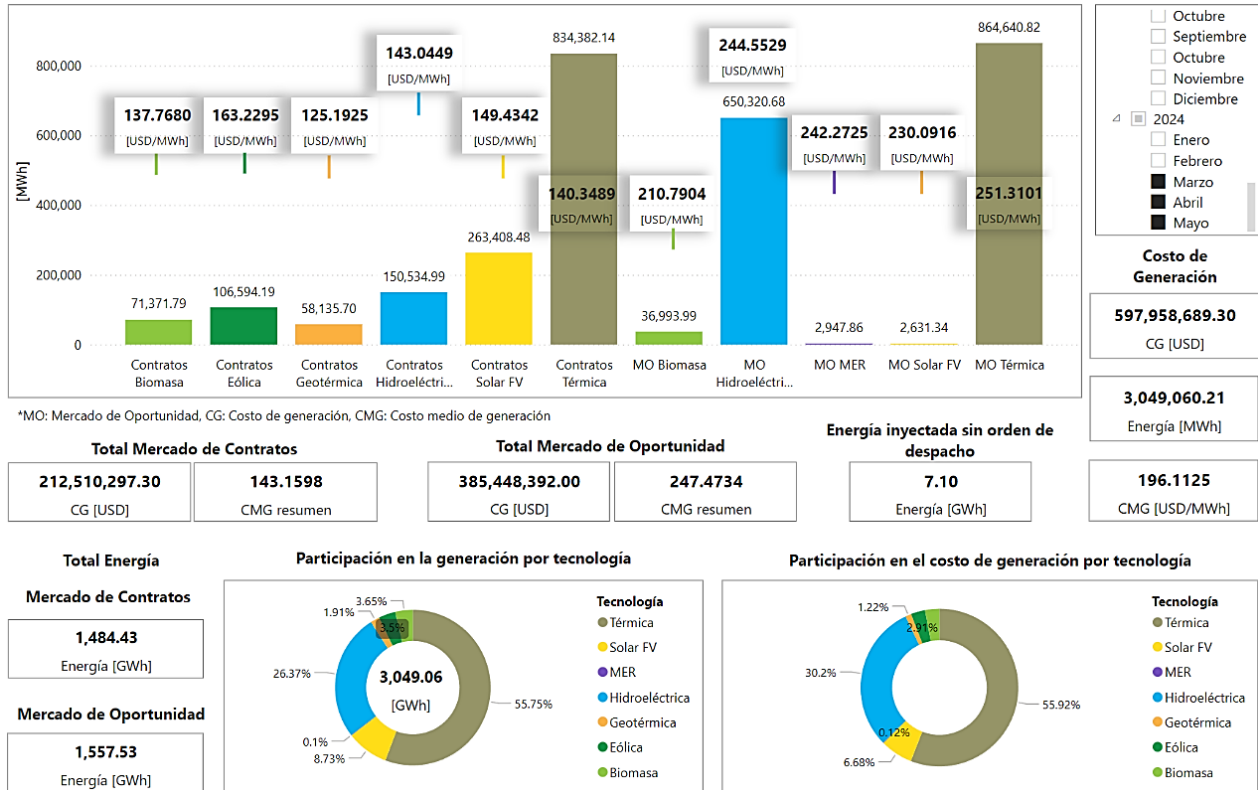 834,382.14
864,640.82
800,000
600,000
400,000
200,000
0
[MWh]
143.0449
[USD/MWh]
244.5529
[USD/MWh]
650,320.68
137.7680
[USD/MWh]
163.2295
[USD/MWh]
125.1925
[USD/MWh]
149.4342
[USD/MWh]
242.2725
[USD/MWh]
230.0916
[USD/MWh]
140.3489
[USD/MWh]
210.7904
[USD/MWh]
251.3101
[USD/MWh]
71,371.79
106,594.19
58,135.70
150,534.99
263,408.48
36,993.99
2,947.86
2,631.34
Contratos
Biomasa
Contratos
Eólica
Contratos
Geotérmica
Contratos
Hidroeléctri...
Contratos
Solar FV
Contratos
Térmica
MO Biomasa
MO
Hidroeléctri...
MO MER
MO Solar FV
MO Térmica
Octubre
Septiembre
Octubre
Noviembre
Diciembre
2024
Enero
Febrero
Marzo
Abril
Mayo
Costo de
Generación
597,958,689.30
CG [USD]
3,049,060.21
Energía [MWh]
196.1125
CMG [USD/MWh]
*MO: Mercado de Oportunidad, CG: Costo de generación, CMG: Costo medio de generación
Total Mercado de Contratos
212,510,297.30
CG [USD]
143.1598
CMG resumen
Total Mercado de Oportunidad
385,448,392.00
CG [USD]
247.4734
CMG resumen
Energía inyectada sin orden de
despacho
7.10
Energía [GWh]
Total Energía
Mercado de Contratos
1,484.43
Energía [GWh]
Mercado de Oportunidad
1,557.53
Energía [GWh]
Participación en la generación por tecnología
3.65%
1.91%
3.5%
26.37%
3,049.06
[GWh]
55.75%
0.1%
8.73%
Tecnología
Térmica
Solar FV
MER
Hidroeléctrica
Geotérmica
Eólica
Biomasa
Participación en el costo de generación por tecnología
1.22%
2.91%
30.2%
55.92%
0.12%
6.68%
Tecnología
Térmica
Solar FV
MER
Hidroeléctrica
Geotérmica
Eólica
Biomasa